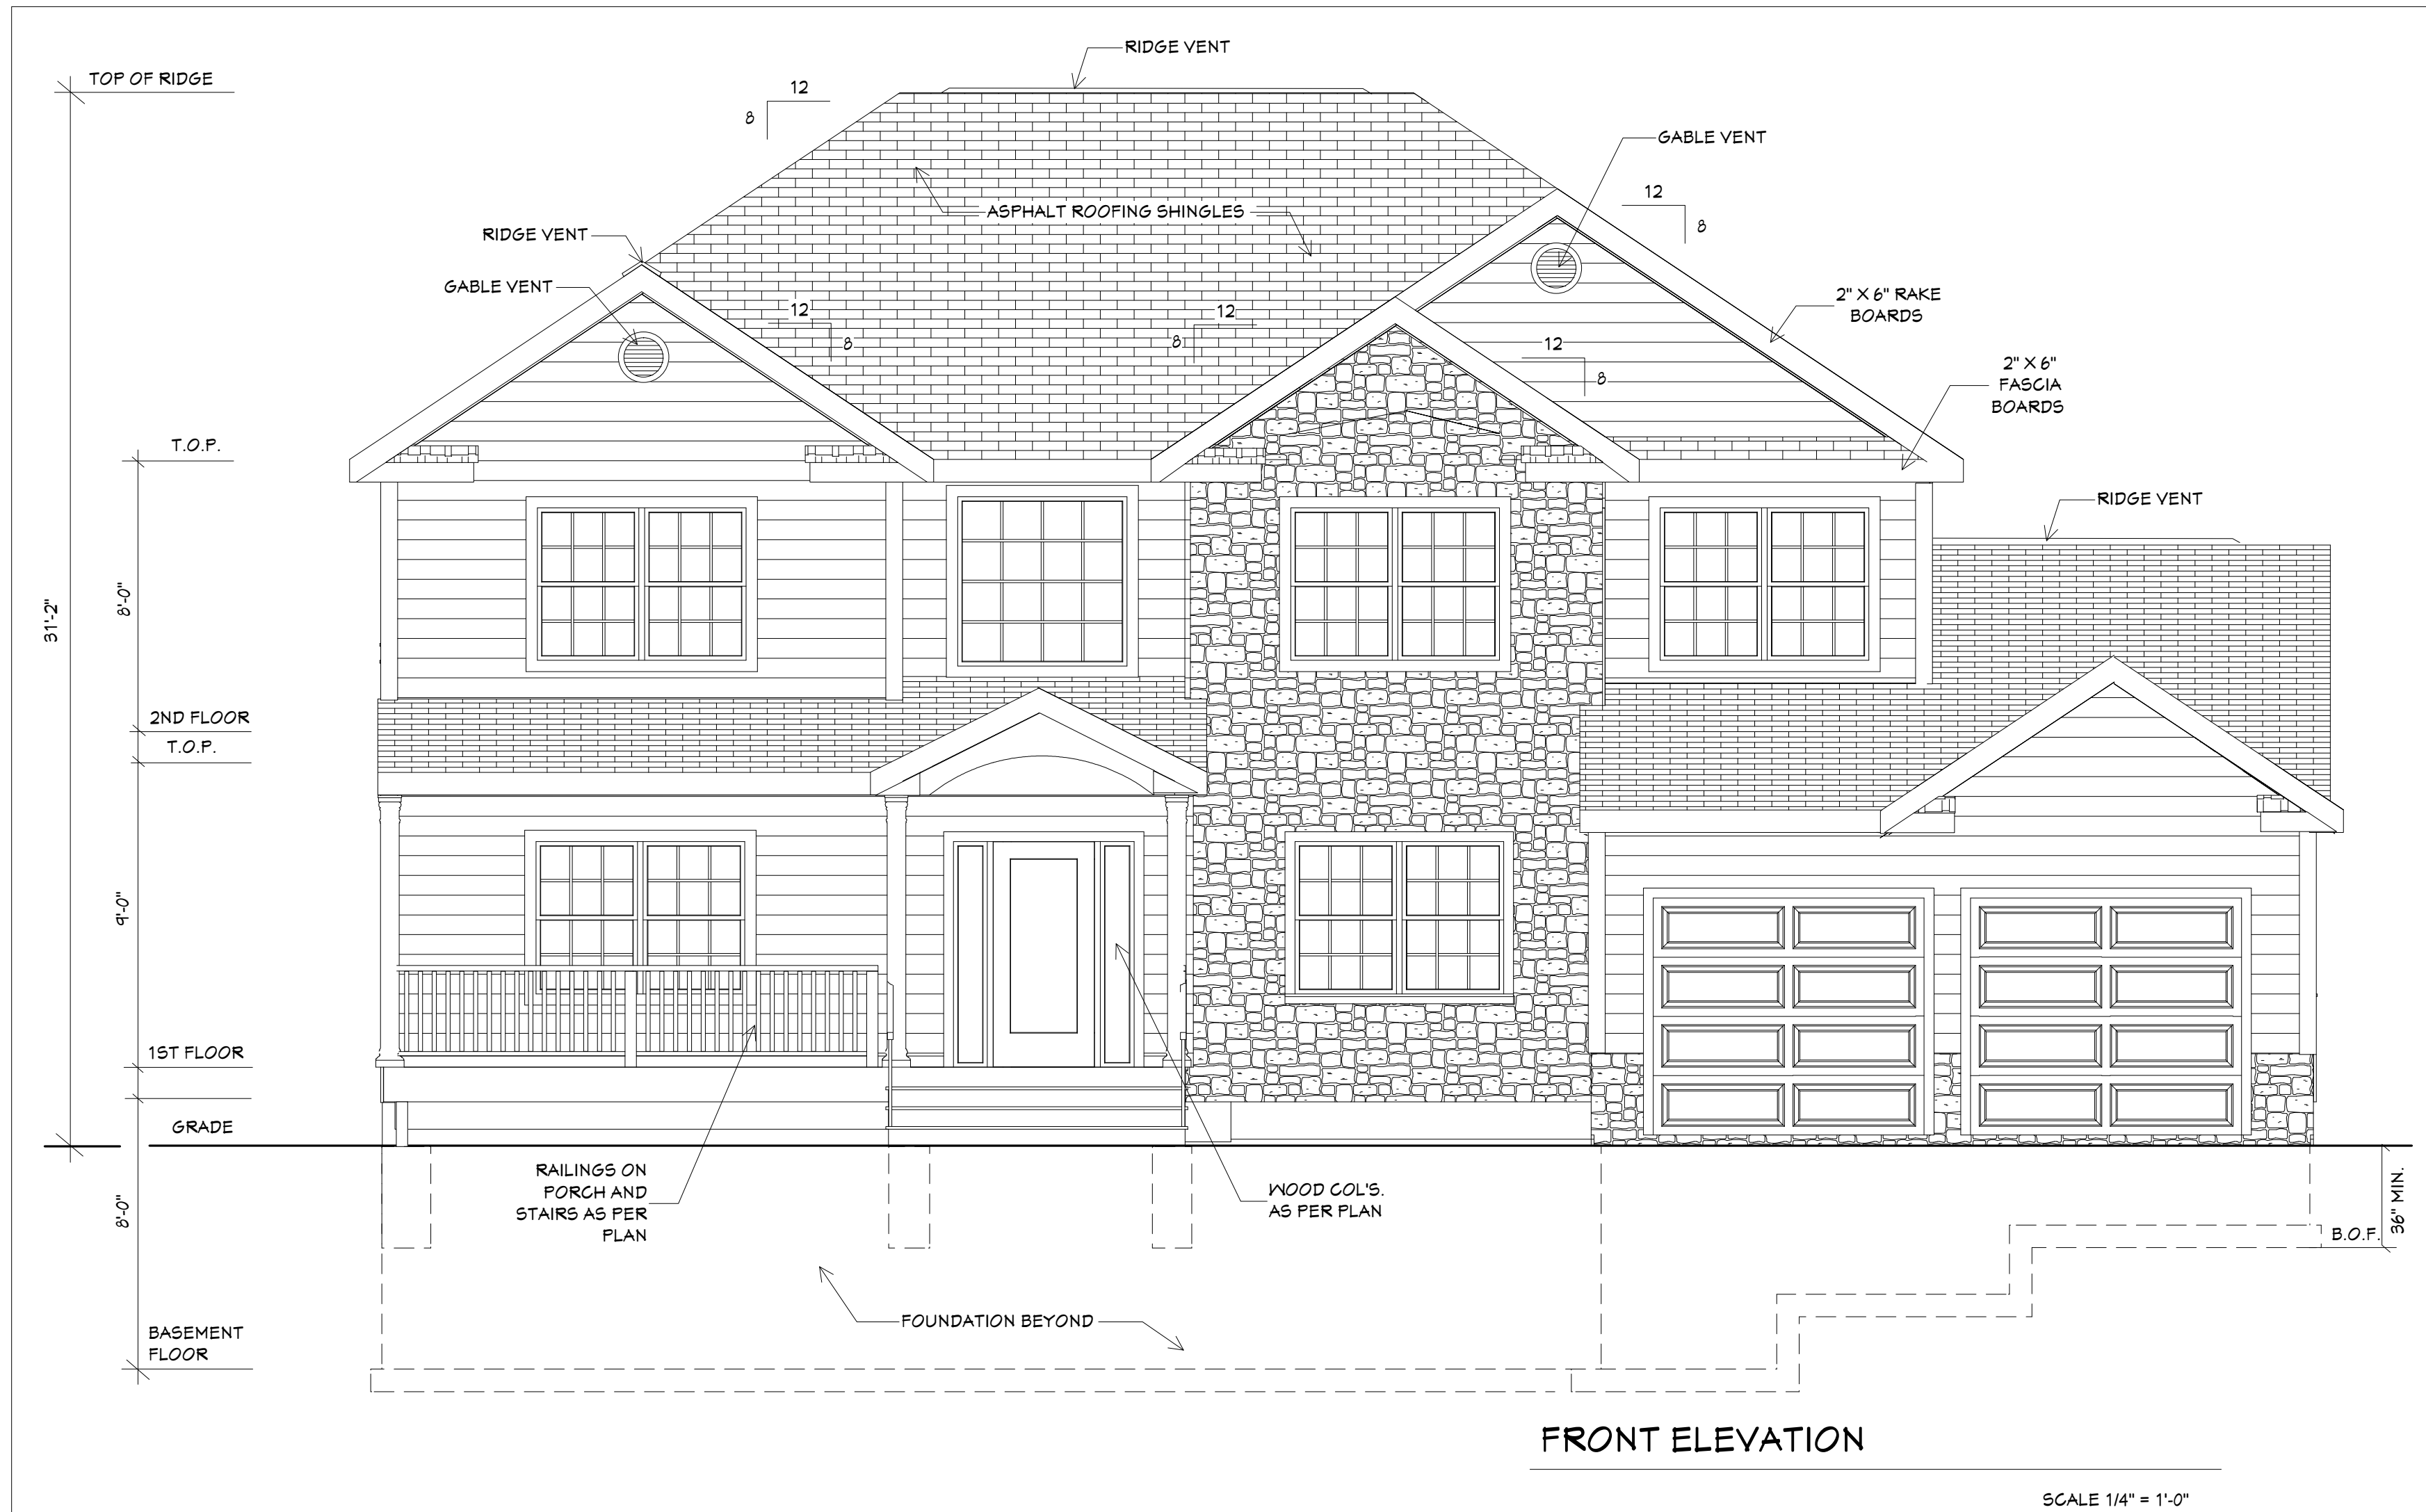 RIDGE VENT
TOP OF RIDGE
12
8
GABLE VENT
12
8
ASPHALT ROOFING SHINGLES
RIDGE VENT
GABLE VENT
2" X 6" RAKE
BOARDS
12
8
12
8
12
8
2" X 6"
FASCIA
BOARDS
T.O.P.
RIDGE VENT
8'-0"
31'-2"
2ND FLOOR
T.O.P.
9'-0"
1ST FLOOR
GRADE
RAILINGS ON
PORCH AND
STAIRS AS PER
PLAN
WOOD COL'S.
AS PER PLAN
8'-0"
36" MIN.
B.O.F.
FOUNDATION BEYOND
BASEMENT
FLOOR
FRONT ELEVATION
SCALE 1/4" = 1'-0"